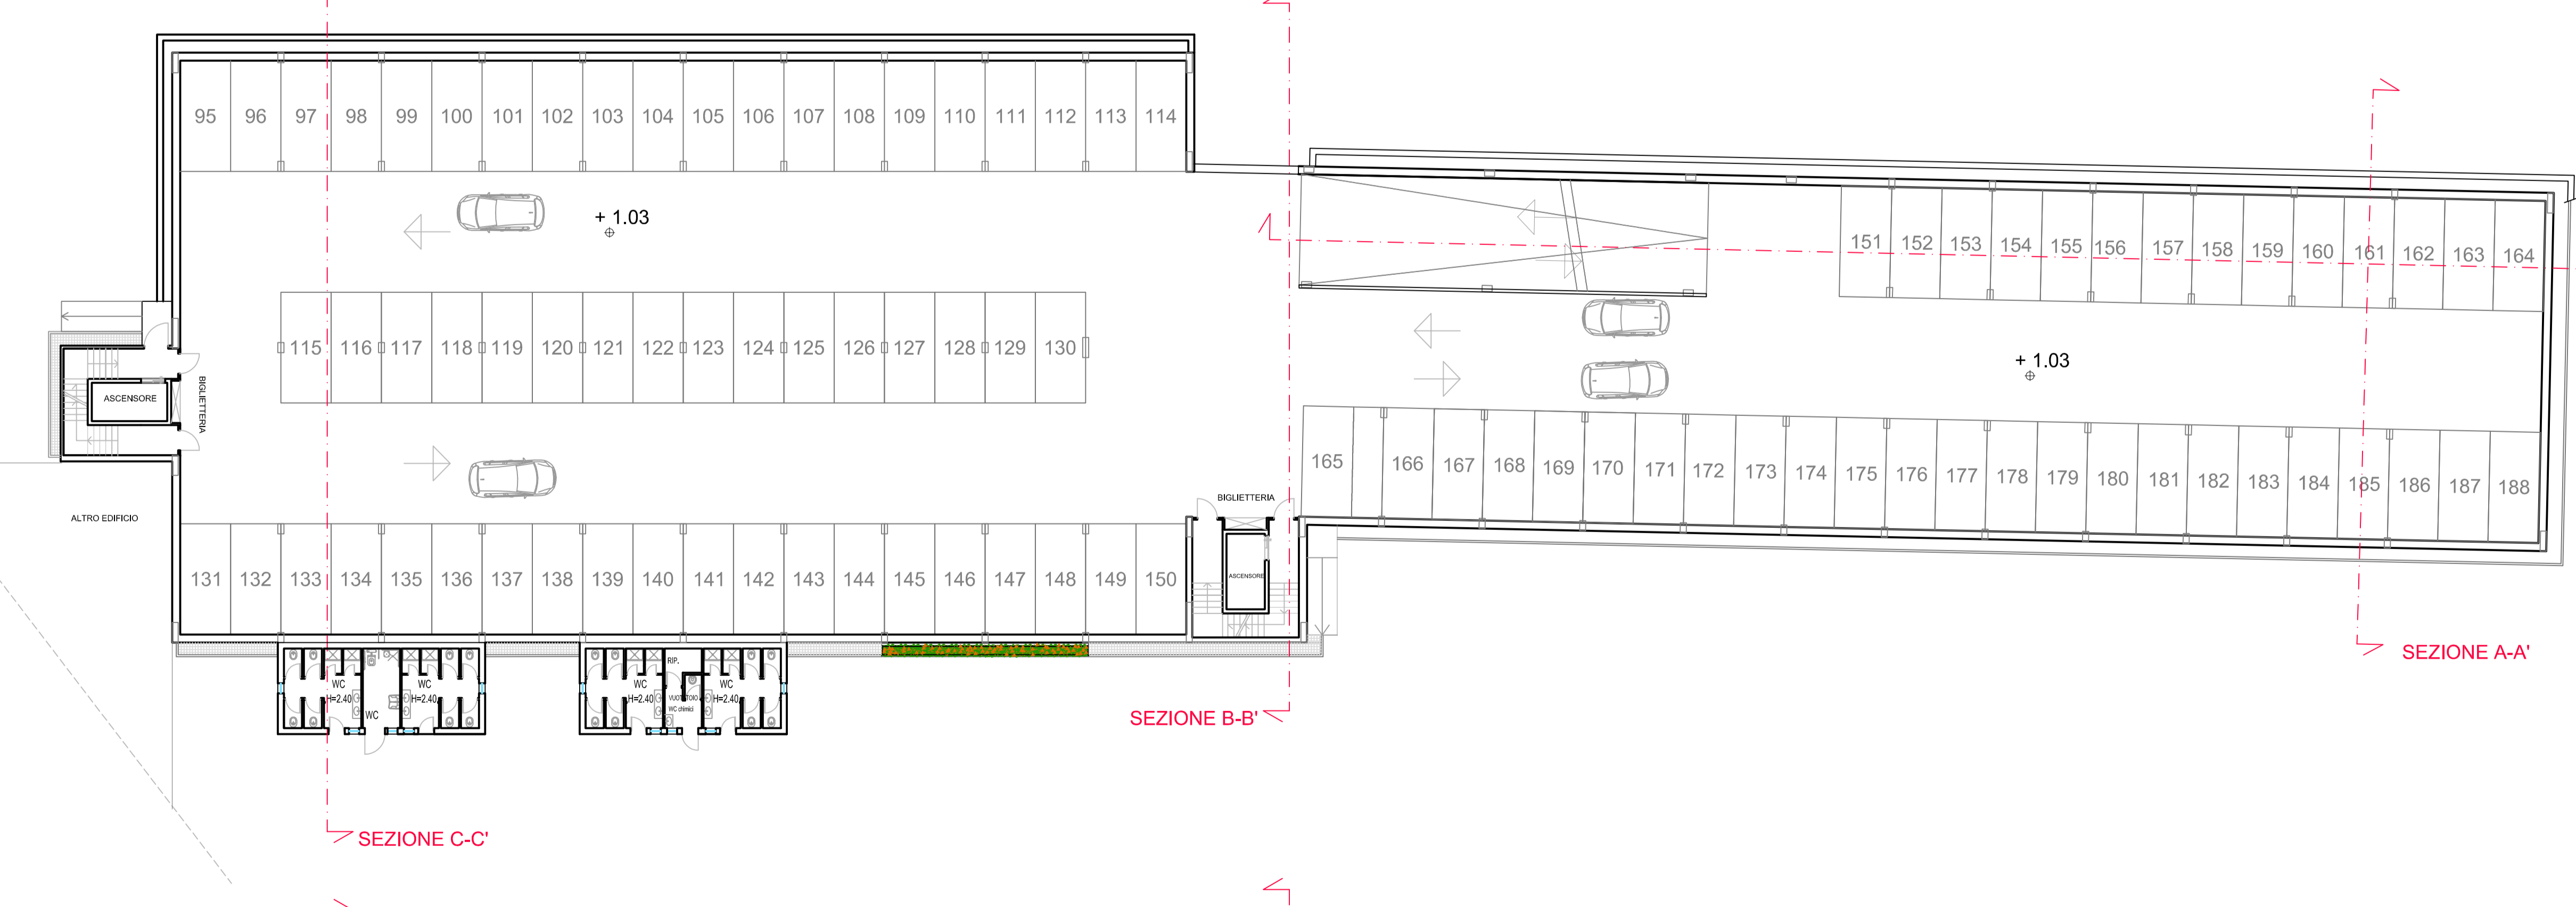 95 96 97 98 99 100 101 102 103 104 105 106 107 108 109 110 111 112 113 114
+ 1.03
151 152 153 154 155 156 157 158 159 160 161 162 163 164
115 116 117 118 119 120 121 122 123 124 125 126 127 128 129 130
+ 1.03
ASCENSORE
BIGLIETTERIA
165 166 167 168 169 170 171 172 173 174 175 176 177 178 179 180 181 182 183 184 185 186 187 188
BIGLIETTERIA
ALTRO EDIFICIO
131 132 133 134 135 136 137 138 139 140 141 142 143 144 145 146 147 148 149 150
ASCENSORE
SEZIONE A-A'
WC
H=2.40
WC
WC
H=2.40
WC
H=2.40
RIP.
VUOTATOIO
WC chimici
WC
H=2.40
SEZIONE B-B'
SEZIONE C-C'